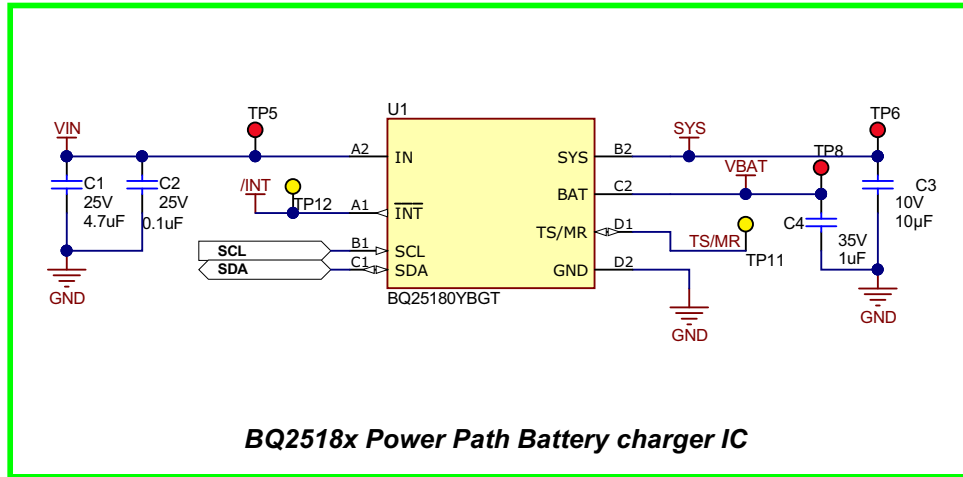 U1
TP5
VIN
A2
IN
C1
25V
4.7uF
C2
25V
0.1uF
GND
/INT
TP12
A1
INT
SCL
B1
SCL
SDA
C1
SDA
BQ25180YBGT
SYS
B2
SYS
TP6
BAT
C2
VBAT
TP8
TS/MR
D1
TS/MR
TP11
GND
D2
GND
C4
35V
1uF
C3
10V
10µF
GND
BQ2518x Power Path Battery charger IC